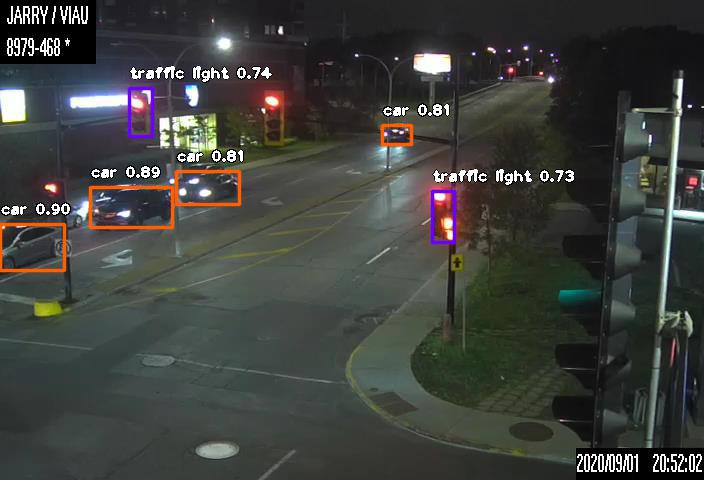 JARRY / VIAU
8979-468 *
traffic light 0.74
car 0.81
car 0.81
car 0.89
traffic light 0.73
car 0.90
2020/09/01 20:52:02